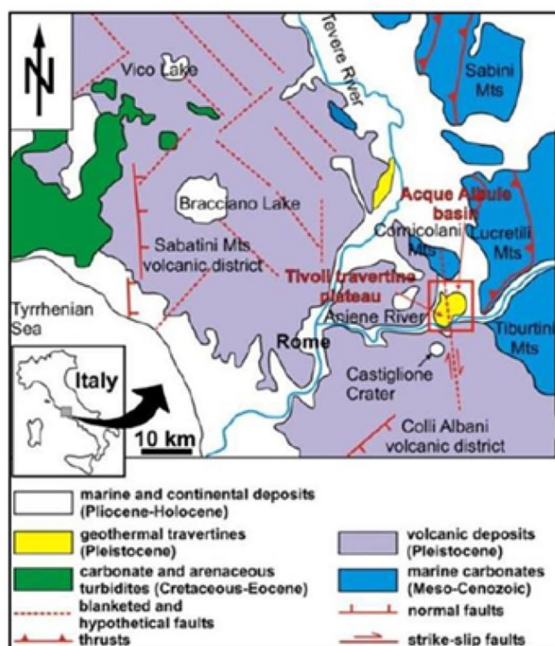 N
Vico Lake
Tevere River
Sabini
Mts
Bracciano Lake
Acque Albule
basin
Cornicolani
Mts
Lucretili
Mts
Sabatini Mts
volcanic district
Tivoli travertine
plateau
Tyrrhenian
Sea
Aniene River
Rome
Tiburtini
Mts
Italy
Castiglione
Crater
10 km
Colli Albani
volcanic district
marine and continental deposits
(Pliocene-Holocene)
geothermal travertines
(Pleistocene)
volcanic deposits
(Pleistocene)
carbonate and arenaceous
turbidites (Cretaceous-Eocene)
marine carbonates
(Meso-Cenozoic)
blanketed and
hypothetical faults
normal faults
thrusts
strike-slip faults